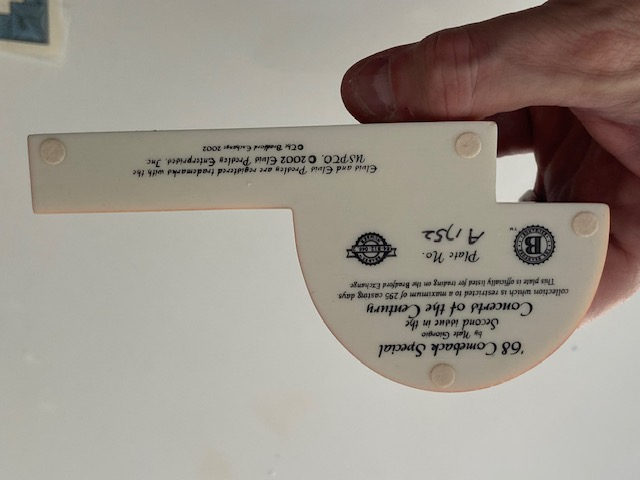 '68 Comeback Special
by Nate Giorgio
Second issue in the
Concerts of the Century
collection which is restricted to a maximum of 295 casting days.
This plate is officially listed for trading on the Bradford Exchange.
Plate No.
A1752
B
TM
Elvis and Elvis Presley are registered trademarks with the
USPTO. © 2002 Elvis Presley Enterprises, Inc.
©The Bradford Exchange 2002